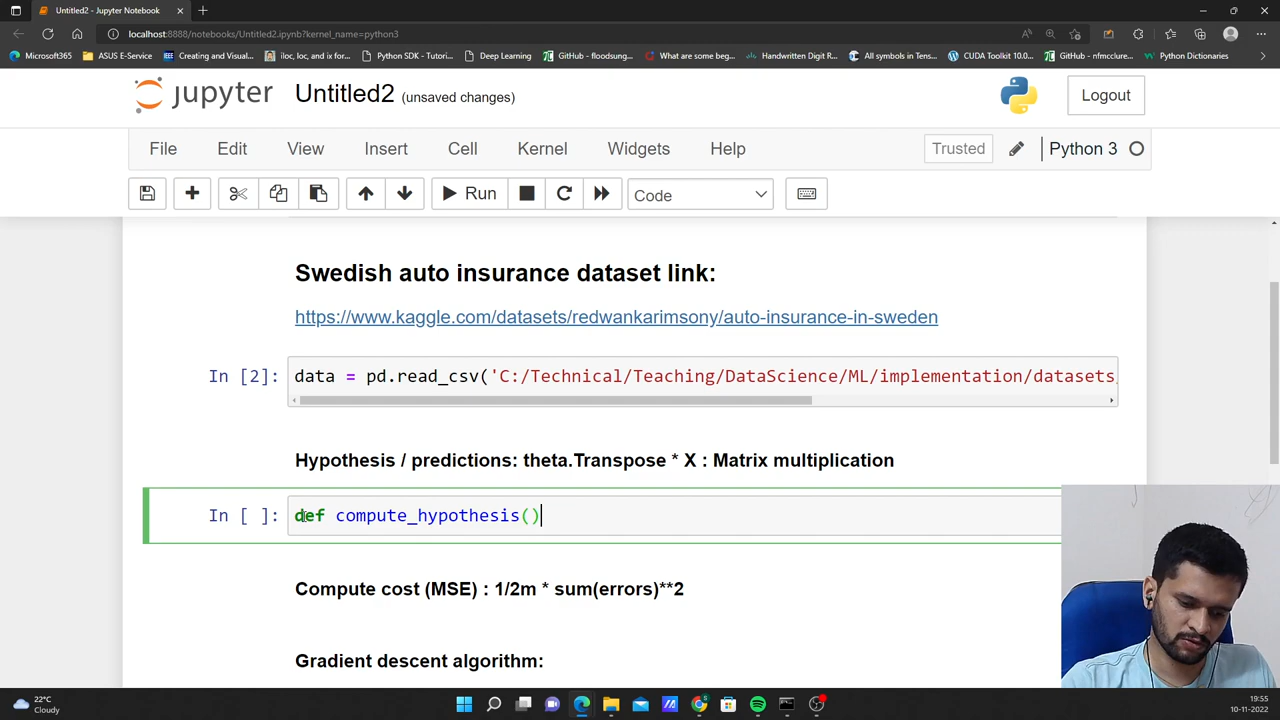 Untitled2 - Jupyter Notebook
localhost:8888/notebooks/Untitled2.ipynb?kernel_name=python3
Microsoft365 ASUS E-Service Creating and Visual... iloc, loc, and ix for... Python SDK - Tutori... Deep Learning GitHub - floodsung... What are some beg... Handwritten Digit R... All symbols in Tens... CUDA Toolkit 10.0... GitHub - nfmcclure... Python Dictionaries
jupyter Untitled2 (unsaved changes) Logout
File Edit View Insert Cell Kernel Widgets Help Trusted Python 3
Run Code
Swedish auto insurance dataset link:
https://www.kaggle.com/datasets/redwankarimsony/auto-insurance-in-sweden
In [2]: data = pd.read_csv('C:/Technical/Teaching/DataScience/ML/implementation/datasets
Hypothesis / predictions: theta.Transpose * X : Matrix multiplication
In [ ]: def compute_hypothesis()
Compute cost (MSE) : 1/2m * sum(errors)**2
Gradient descent algorithm:
22°C
Cloudy
19:55
10-11-2022